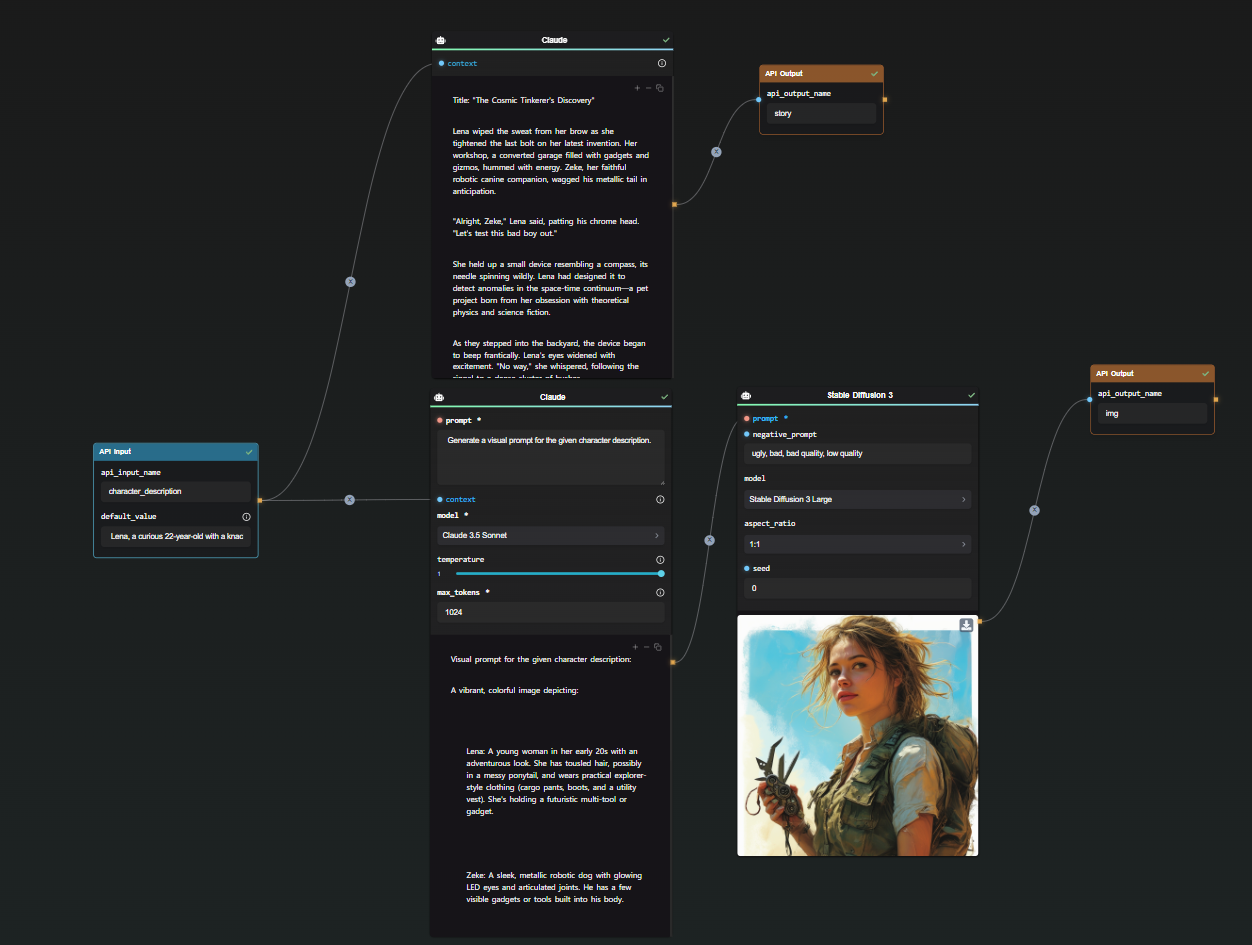 Claude
context
Title: "The Cosmic Tinkerer's Discovery"
Lena wiped the sweat from her brow as she
tightened the last bolt on her latest invention. Her
workshop, a converted garage filled with gadgets and
gizmos, hummed with energy. Zeke, her faithful
robotic canine companion, wagged his metallic tail in
anticipation.
"Alright, Zeke," Lena said, patting his chrome head.
"Let's test this bad boy out."
She held up a small device resembling a compass, its
needle spinning wildly. Lena had designed it to
detect anomalies in the space-time continuum—a pet
project born from her obsession with theoretical
physics and science fiction.
As they stepped into the backyard, the device began
to beep frantically. Lena's eyes widened with
excitement. "No way," she whispered, following the
API Output
api_output_name
story
API Input
api_input_name
character_description
default_value
Lena, a curious 22-year-old with a knac
Claude
prompt *
Generate a visual prompt for the given character description.
context
model *
Claude 3.5 Sonnet
temperature
1
max_tokens *
1024
Visual prompt for the given character description:
A vibrant, colorful image depicting:
Lena: A young woman in her early 20s with an
adventurous look. She has tousled hair, possibly
in a messy ponytail, and wears practical explorer-
style clothing (cargo pants, boots, and a utility
vest). She's holding a futuristic multi-tool or
gadget.
Zeke: A sleek, metallic robotic dog with glowing
LED eyes and articulated joints. He has a few
visible gadgets or tools built into his body.
Stable Diffusion 3
prompt *
negative_prompt
ugly, bad, bad quality, low quality
model
Stable Diffusion 3 Large
aspect_ratio
1:1
seed
0
API Output
api_output_name
img